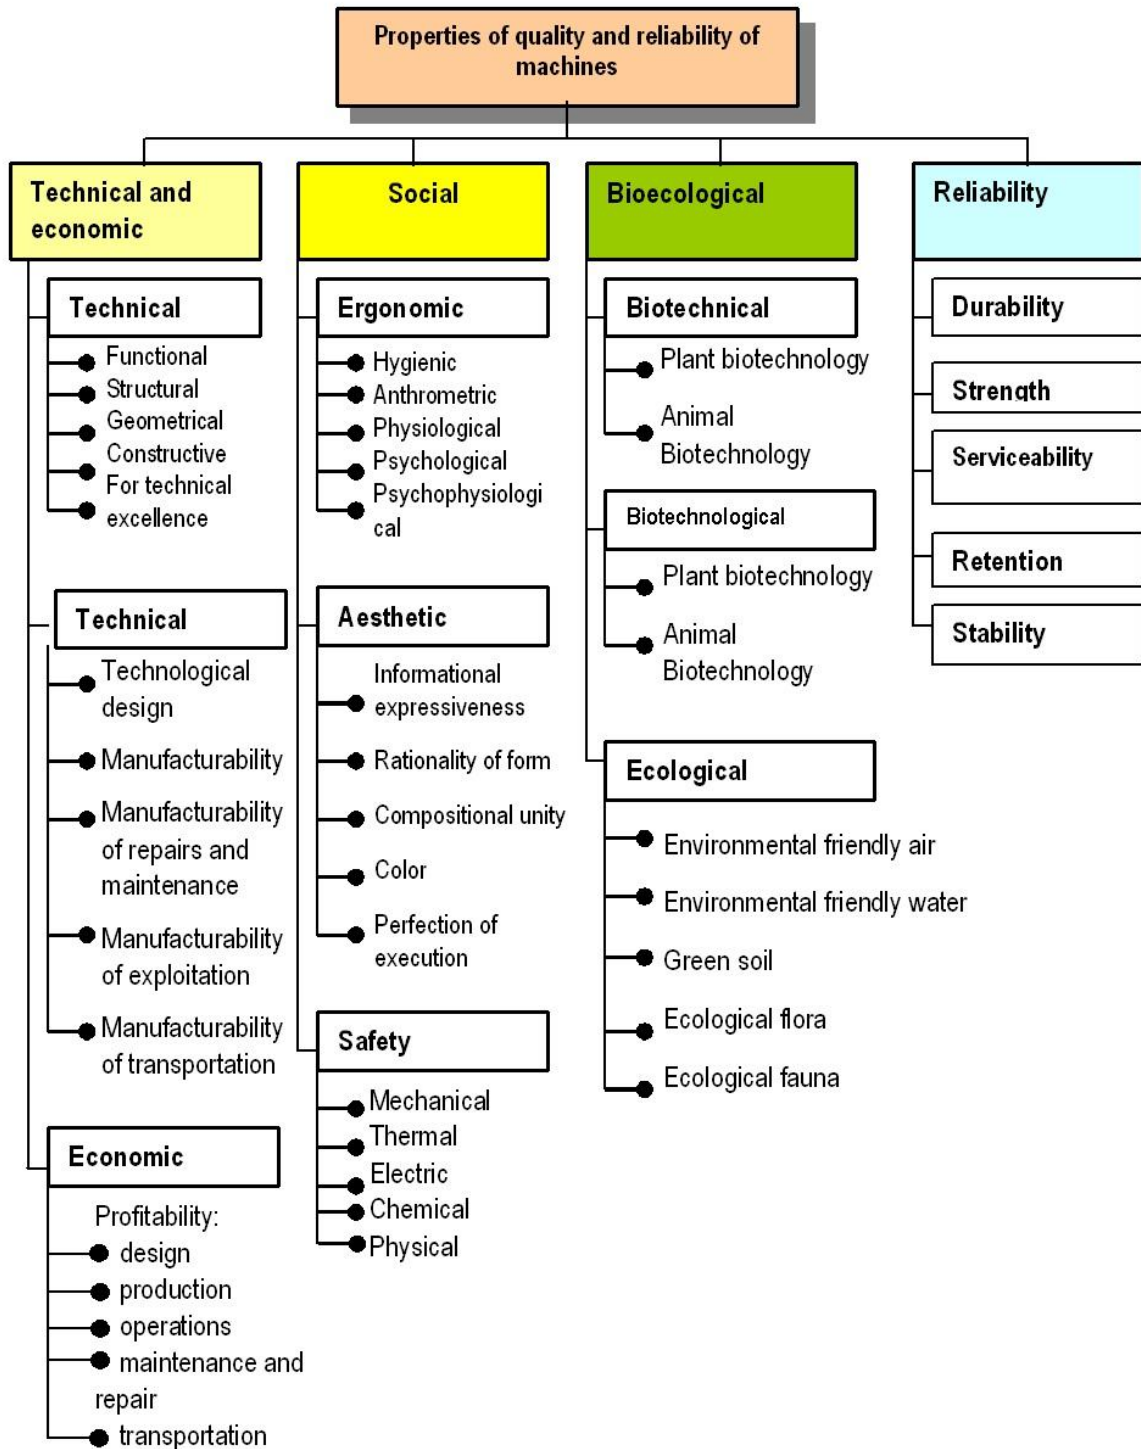 Properties of quality and reliability of
machines
Technical and
economic
Technical
Functional
Structural
Geometrical
Constructive
For technical
excellence
Technical
Technological
design
Manufacturability
Manufacturability
of repairs and
maintenance
Manufacturability
of exploitation
Manufacturability
of transportation
Economic
Profitability:
design
production
operations
maintenance and
repair
transportation
Social
Ergonomic
Hygienic
Anthrometric
Physiological
Psychological
Psychophysiologi
cal
Aesthetic
Informational
expressiveness
Rationality of form
Compositional unity
Color
Perfection of
execution
Safety
Mechanical
Thermal
Electric
Chemical
Physical
Bioecological
Biotechnical
Plant biotechnology
Animal
Biotechnology
Biotechnological
Plant biotechnology
Animal
Biotechnology
Ecological
Environmental friendly air
Environmental friendly water
Green soil
Ecological flora
Ecological fauna
Reliability
Durability
Strength
Serviceability
Retention
Stability